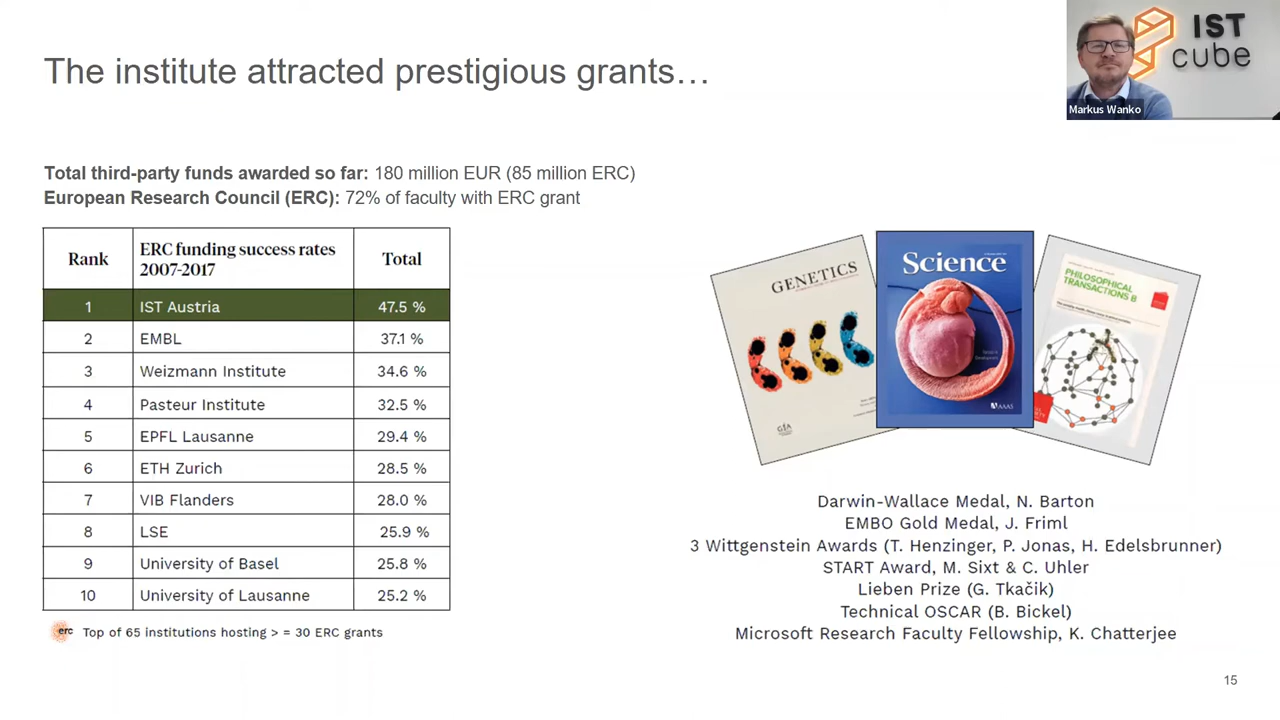 The institute attracted prestigious grants…
IST
cube
Markus Wanko
Total third-party funds awarded so far: 180 million EUR (85 million ERC)
European Research Council (ERC): 72% of faculty with ERC grant
Rank ERC funding success rates 2007-2017 Total
1 IST Austria 47.5 %
2 EMBL 37.1 %
3 Weizmann Institute 34.6 %
4 Pasteur Institute 32.5 %
5 EPFL Lausanne 29.4 %
6 ETH Zurich 28.5 %
7 VIB Flanders 28.0 %
8 LSE 25.9 %
9 University of Basel 25.8 %
10 University of Lausanne 25.2 %
erc Top of 65 institutions hosting > = 30 ERC grants
GENETICS
GSA
Science
AAAS
PHILOSOPHICAL
TRANSACTIONS B
Darwin-Wallace Medal, N. Barton
EMBO Gold Medal, J. Friml
3 Wittgenstein Awards (T. Henzinger, P. Jonas, H. Edelsbrunner)
START Award, M. Sixt & C. Uhler
Lieben Prize (G. Tkačik)
Technical OSCAR (B. Bickel)
Microsoft Research Faculty Fellowship, K. Chatterjee
15